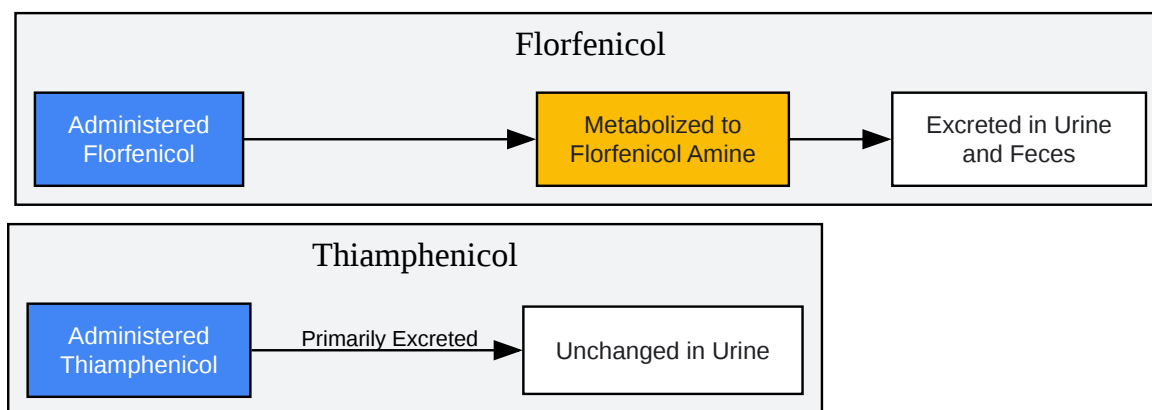 Florfenicol
Administered
Florfenicol
Metabolized to
Florfenicol Amine
Excreted in Urine
and Feces
Thiamphenicol
Administered
Thiamphenicol
Primarily Excreted
Unchanged in Urine